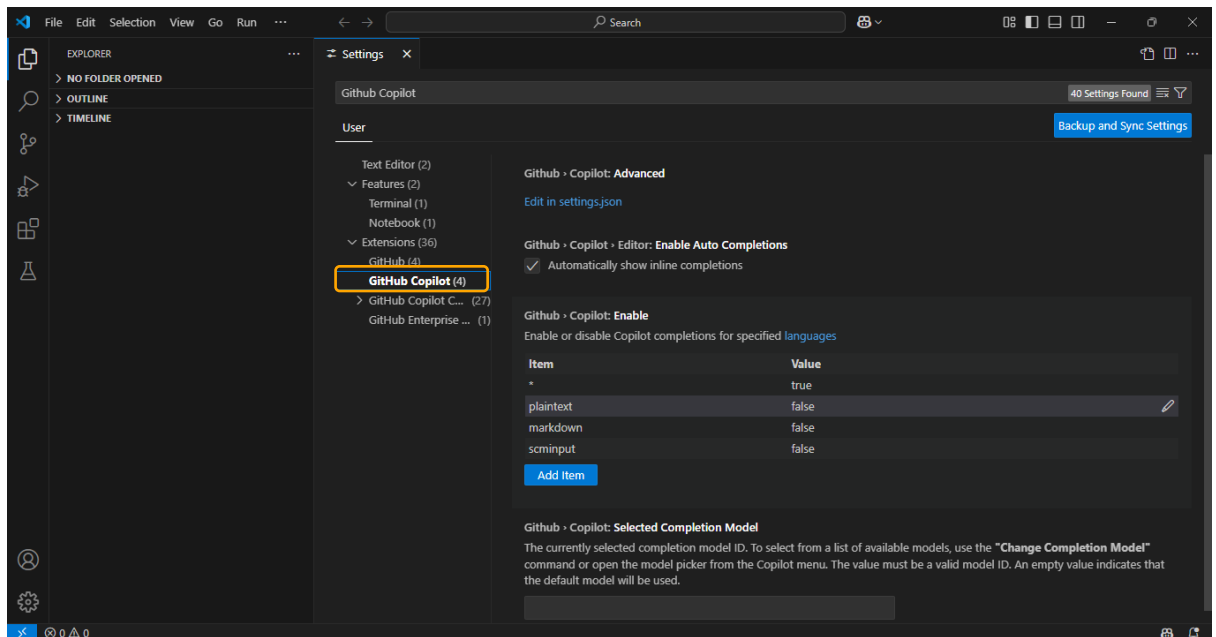 File Edit Selection View Go Run ···
Search
EXPLORER ···
NO FOLDER OPENED
OUTLINE
TIMELINE
Settings
Github Copilot
40 Settings Found
User
Backup and Sync Settings
Text Editor (2)
Features (2)
Terminal (1)
Notebook (1)
Extensions (36)
GitHub (4)
GitHub Copilot (4)
GitHub Copilot C... (27)
GitHub Enterprise ... (1)
Github › Copilot: Advanced
Edit in settings.json
Github › Copilot › Editor: Enable Auto Completions
Automatically show inline completions
Github › Copilot: Enable
Enable or disable Copilot completions for specified languages
Item Value
* true
plaintext false
markdown false
scminput false
Add Item
Github › Copilot: Selected Completion Model
The currently selected completion model ID. To select from a list of available models, use the "Change Completion Model"
command or open the model picker from the Copilot menu. The value must be a valid model ID. An empty value indicates that
the default model will be used.
0 0